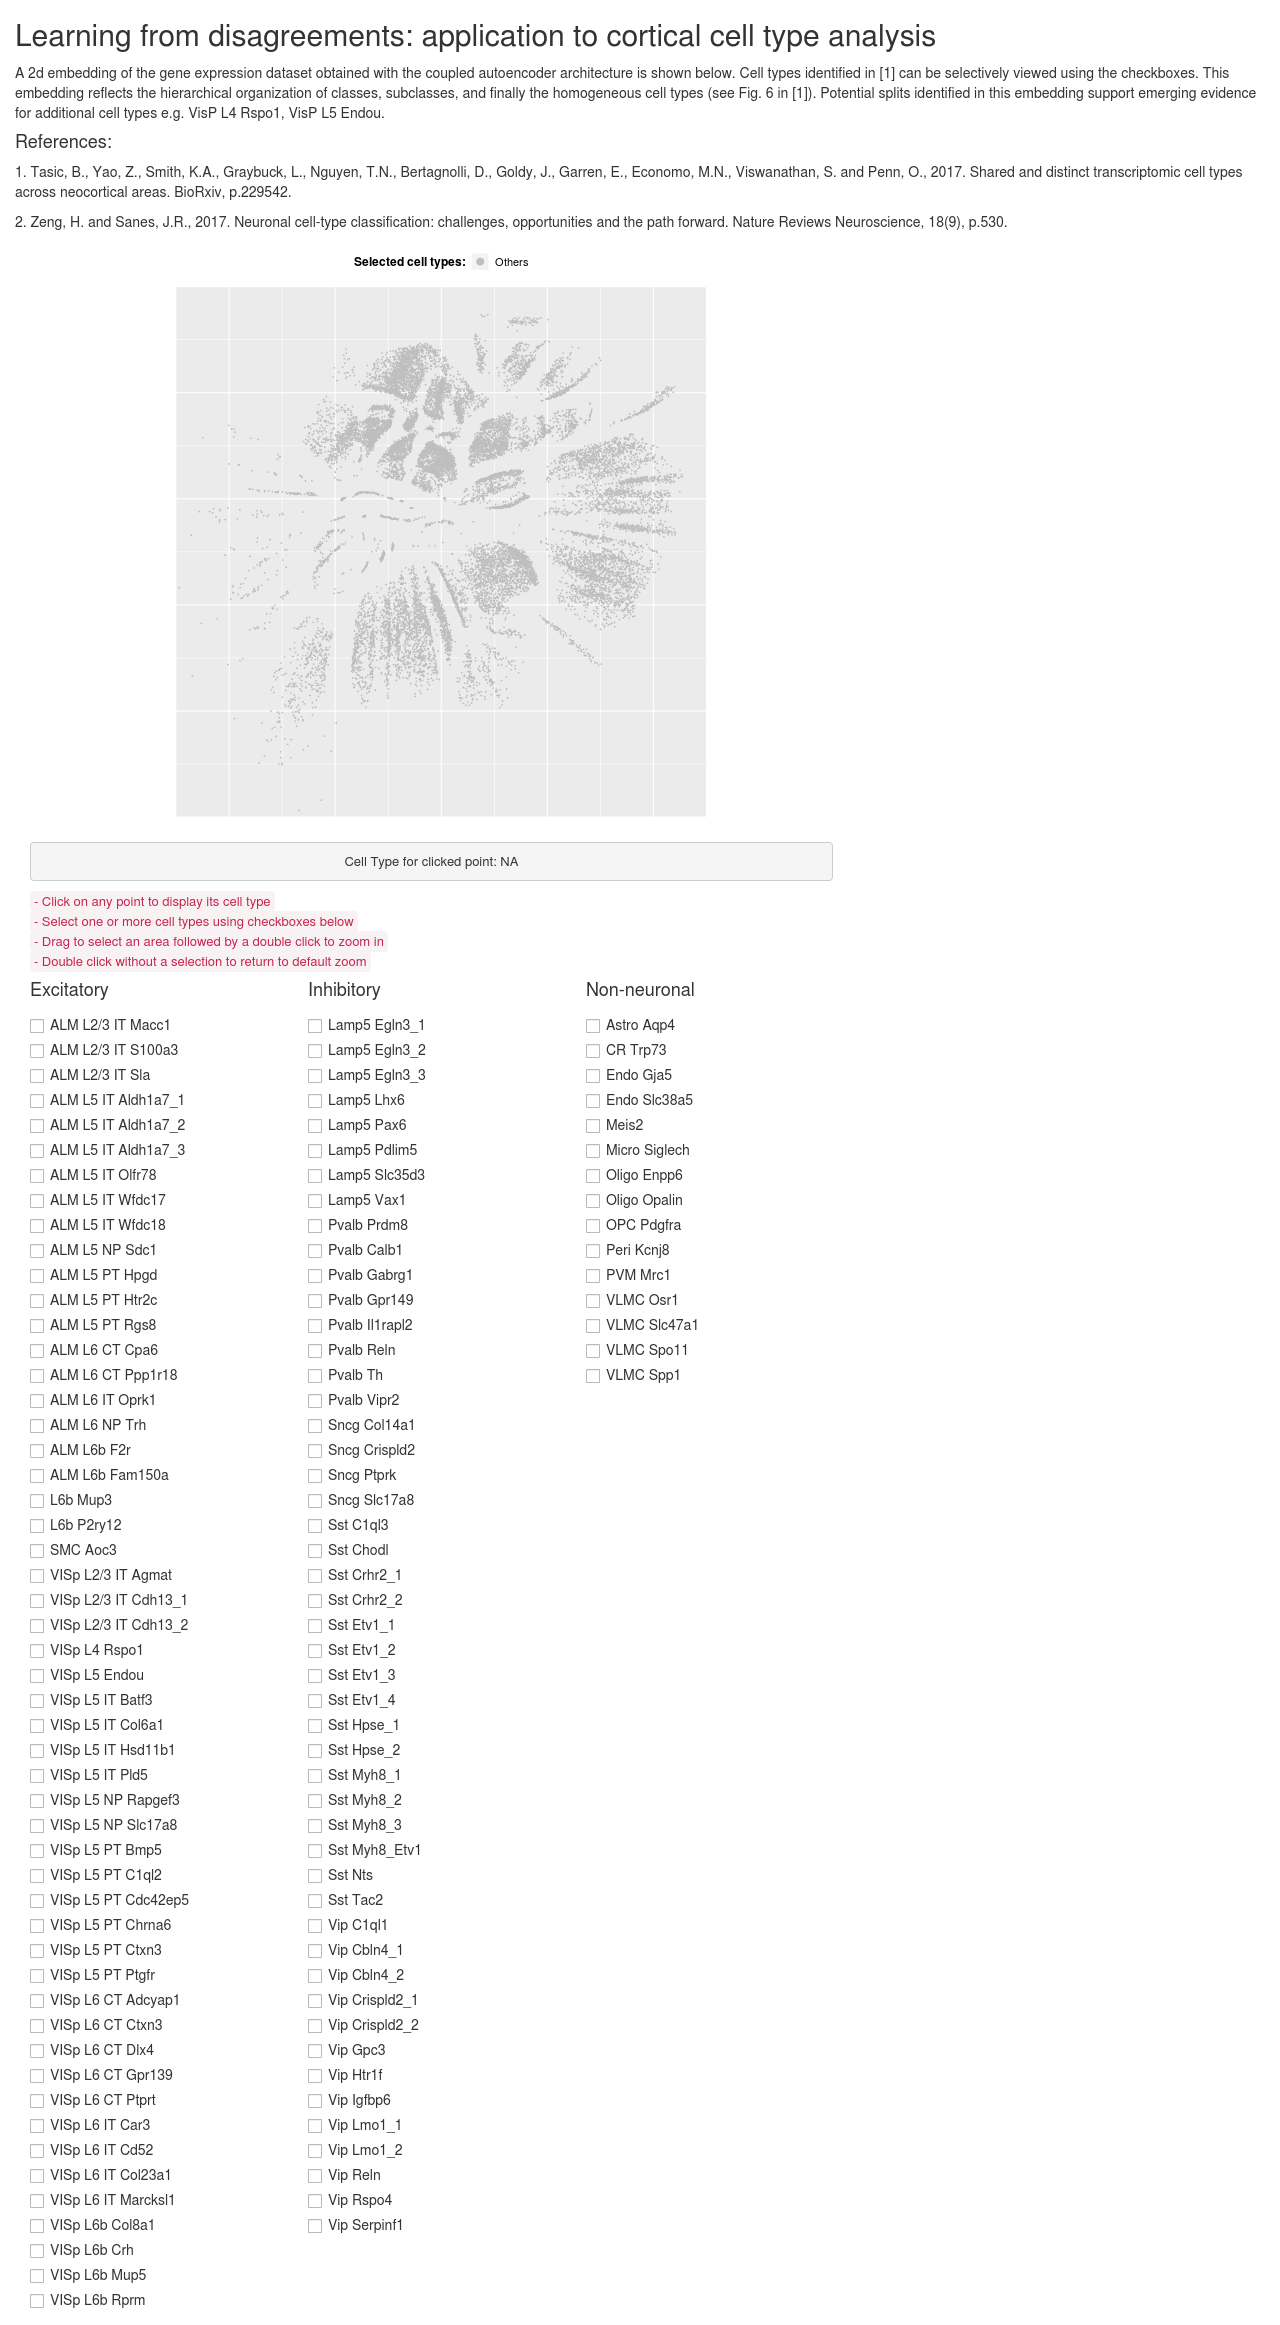 Learning from disagreements: application to cortical cell type analysis
A 2d embedding of the gene expression dataset obtained with the coupled autoencoder architecture is shown below. Cell types identified in [1] can be selectively viewed using the checkboxes. This
embedding reflects the hierarchical organization of classes, subclasses, and finally the homogeneous cell types (see Fig. 6 in [1]). Potential splits identified in this embedding support emerging evidence
for additional cell types e.g. VisP L4 Rspo1, VisP L5 Endou.
References:
1. Tasic, B., Yao, Z., Smith, K.A., Graybuck, L., Nguyen, T.N., Bertagnolli, D., Goldy, J., Garren, E., Economo, M.N., Viswanathan, S. and Penn, O., 2017. Shared and distinct transcriptomic cell types
across neocortical areas. BioRxiv, p.229542.
2. Zeng, H. and Sanes, J.R., 2017. Neuronal cell-type classification: challenges, opportunities and the path forward. Nature Reviews Neuroscience, 18(9), p.530.
Selected cell types: Others
Cell Type for clicked point: NA
- Click on any point to display its cell type
- Select one or more cell types using checkboxes below
- Drag to select an area followed by a double click to zoom in
- Double click without a selection to return to default zoom
Excitatory
ALM L2/3 IT Macc1
ALM L2/3 IT S100a3
ALM L2/3 IT Sla
ALM L5 IT Aldh1a7_1
ALM L5 IT Aldh1a7_2
ALM L5 IT Aldh1a7_3
ALM L5 IT Olfr78
ALM L5 IT Wfdc17
ALM L5 IT Wfdc18
ALM L5 NP Sdc1
ALM L5 PT Hpgd
ALM L5 PT Htr2c
ALM L5 PT Rgs8
ALM L6 CT Cpa6
ALM L6 CT Ppp1r18
ALM L6 IT Oprk1
ALM L6 NP Trh
ALM L6b F2r
ALM L6b Fam150a
L6b Mup3
L6b P2ry12
SMC Aoc3
VISp L2/3 IT Agmat
VISp L2/3 IT Cdh13_1
VISp L2/3 IT Cdh13_2
VISp L4 Rspo1
VISp L5 Endou
VISp L5 IT Batf3
VISp L5 IT Col6a1
VISp L5 IT Hsd11b1
VISp L5 IT Pld5
VISp L5 NP Rapgef3
VISp L5 NP Slc17a8
VISp L5 PT Bmp5
VISp L5 PT C1ql2
VISp L5 PT Cdc42ep5
VISp L5 PT Chrna6
VISp L5 PT Ctxn3
VISp L5 PT Ptgfr
VISp L6 CT Adcyap1
VISp L6 CT Ctxn3
VISp L6 CT Dlx4
VISp L6 CT Gpr139
VISp L6 CT Ptprt
VISp L6 IT Car3
VISp L6 IT Cd52
VISp L6 IT Col23a1
VISp L6 IT Marcksl1
VISp L6b Col8a1
VISp L6b Crh
VISp L6b Mup5
VISp L6b Rprm
Inhibitory
Lamp5 Egln3_1
Lamp5 Egln3_2
Lamp5 Egln3_3
Lamp5 Lhx6
Lamp5 Pax6
Lamp5 Pdlim5
Lamp5 Slc35d3
Lamp5 Vax1
Pvalb Prdm8
Pvalb Calb1
Pvalb Gabrg1
Pvalb Gpr149
Pvalb Il1rapl2
Pvalb Reln
Pvalb Th
Pvalb Vipr2
Sncg Col14a1
Sncg Crispld2
Sncg Ptprk
Sncg Slc17a8
Sst C1ql3
Sst Chodl
Sst Crhr2_1
Sst Crhr2_2
Sst Etv1_1
Sst Etv1_2
Sst Etv1_3
Sst Etv1_4
Sst Hpse_1
Sst Hpse_2
Sst Myh8_1
Sst Myh8_2
Sst Myh8_3
Sst Myh8_Etv1
Sst Nts
Sst Tac2
Vip C1ql1
Vip Cbln4_1
Vip Cbln4_2
Vip Crispld2_1
Vip Crispld2_2
Vip Gpc3
Vip Htr1f
Vip Igfbp6
Vip Lmo1_1
Vip Lmo1_2
Vip Reln
Vip Rspo4
Vip Serpinf1
Non-neuronal
Astro Aqp4
CR Trp73
Endo Gja5
Endo Slc38a5
Meis2
Micro Siglech
Oligo Enpp6
Oligo Opalin
OPC Pdgfra
Peri Kcnj8
PVM Mrc1
VLMC Osr1
VLMC Slc47a1
VLMC Spo11
VLMC Spp1